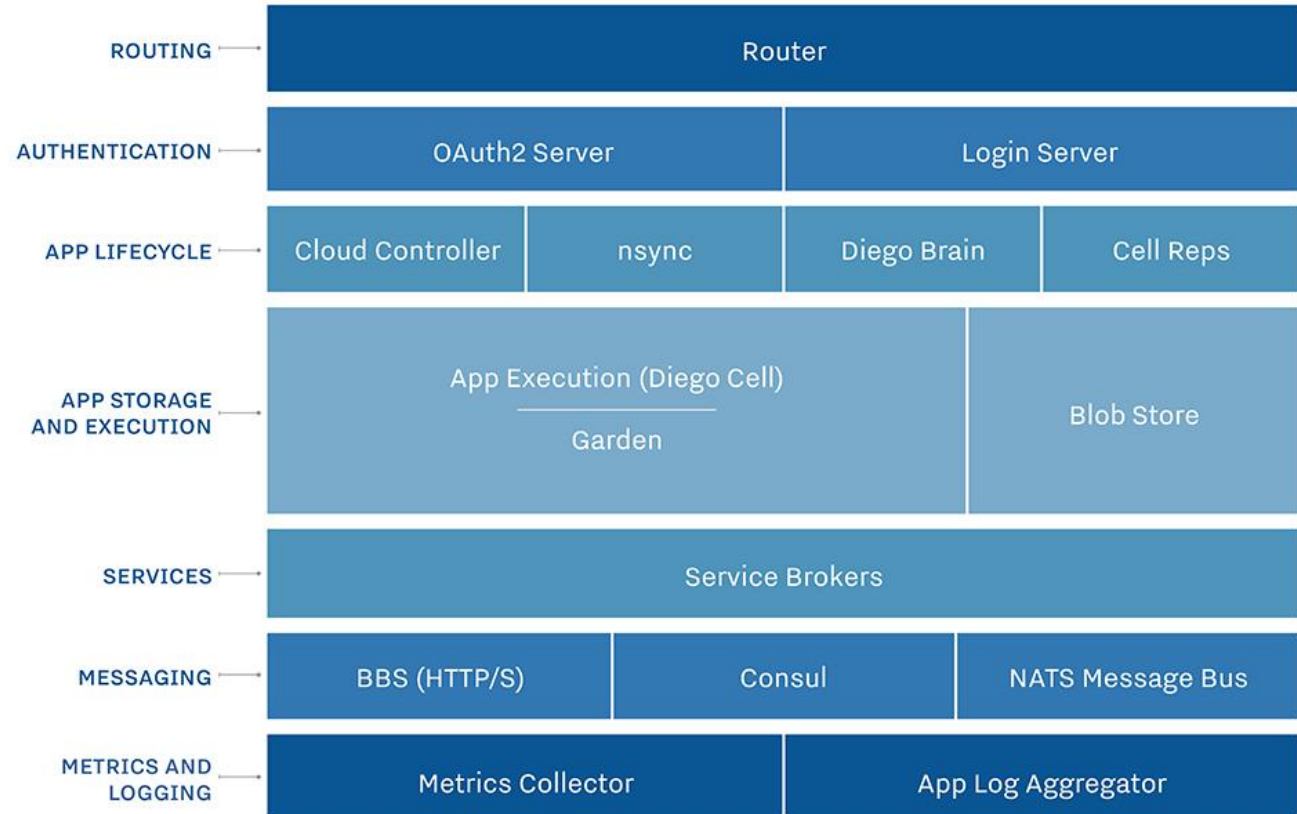 ROUTING
Router
AUTHENTICATION
OAuth2 Server
Login Server
APP LIFECYCLE
Cloud Controller
nsync
Diego Brain
Cell Reps
APP STORAGE
AND EXECUTION
App Execution (Diego Cell)
Garden
Blob Store
SERVICES
Service Brokers
MESSAGING
BBS (HTTP/S)
Consul
NATS Message Bus
METRICS AND
LOGGING
Metrics Collector
App Log Aggregator